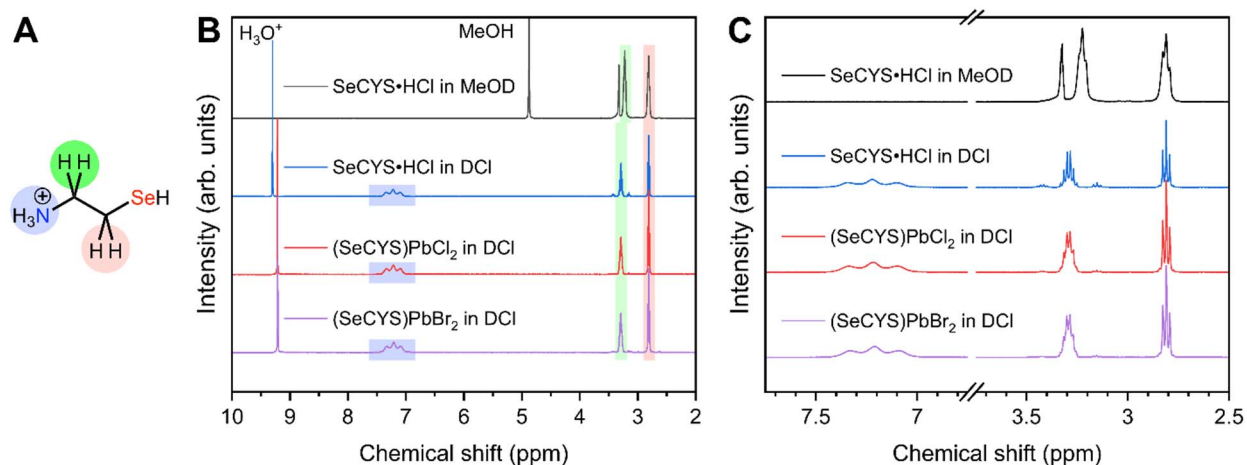 A
H H
H₃N
⊕
SeH
H H
B
H₃O⁺
MeOH
SeCYS•HCl in MeOD
SeCYS•HCl in DCl
(SeCYS)PbCl₂ in DCl
(SeCYS)PbBr₂ in DCl
Intensity (arb. units)
10 9 8 7 6 5 4 3 2
Chemical shift (ppm)
C
SeCYS•HCl in MeOD
SeCYS•HCl in DCl
(SeCYS)PbCl₂ in DCl
(SeCYS)PbBr₂ in DCl
Intensity (arb. units)
7.5 7 3.5 3 2.5
Chemical shift (ppm)